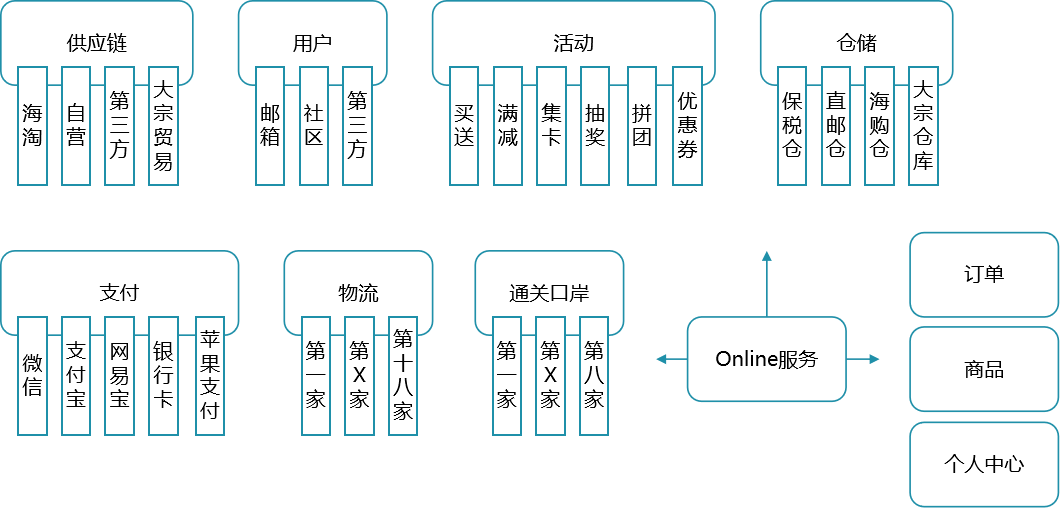 供应链
海淘
自营
第三方
大宗贸易
用户
邮箱
社区
第三方
活动
买送
满减
集卡
抽奖
拼团
优惠券
仓储
保税仓
直邮仓
海购仓
大宗仓库
支付
微信
支付宝
网易宝
银行卡
苹果支付
物流
第一家
第X家
第十八家
通关口岸
第一家
第X家
第八家
Online服务
订单
商品
个人中心